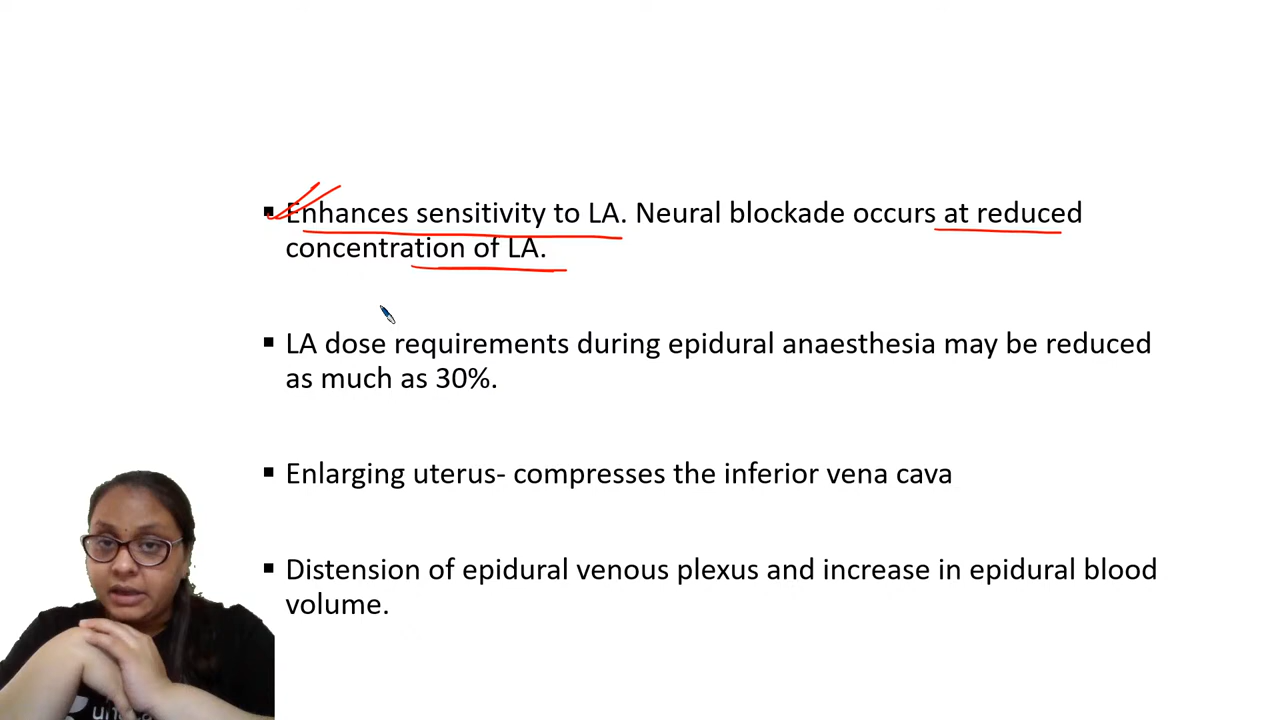 Enhances sensitivity to LA. Neural blockade occurs at reduced
concentration of LA.
LA dose requirements during epidural anaesthesia may be reduced
as much as 30%.
Enlarging uterus- compresses the inferior vena cava
Distension of epidural venous plexus and increase in epidural blood
volume.